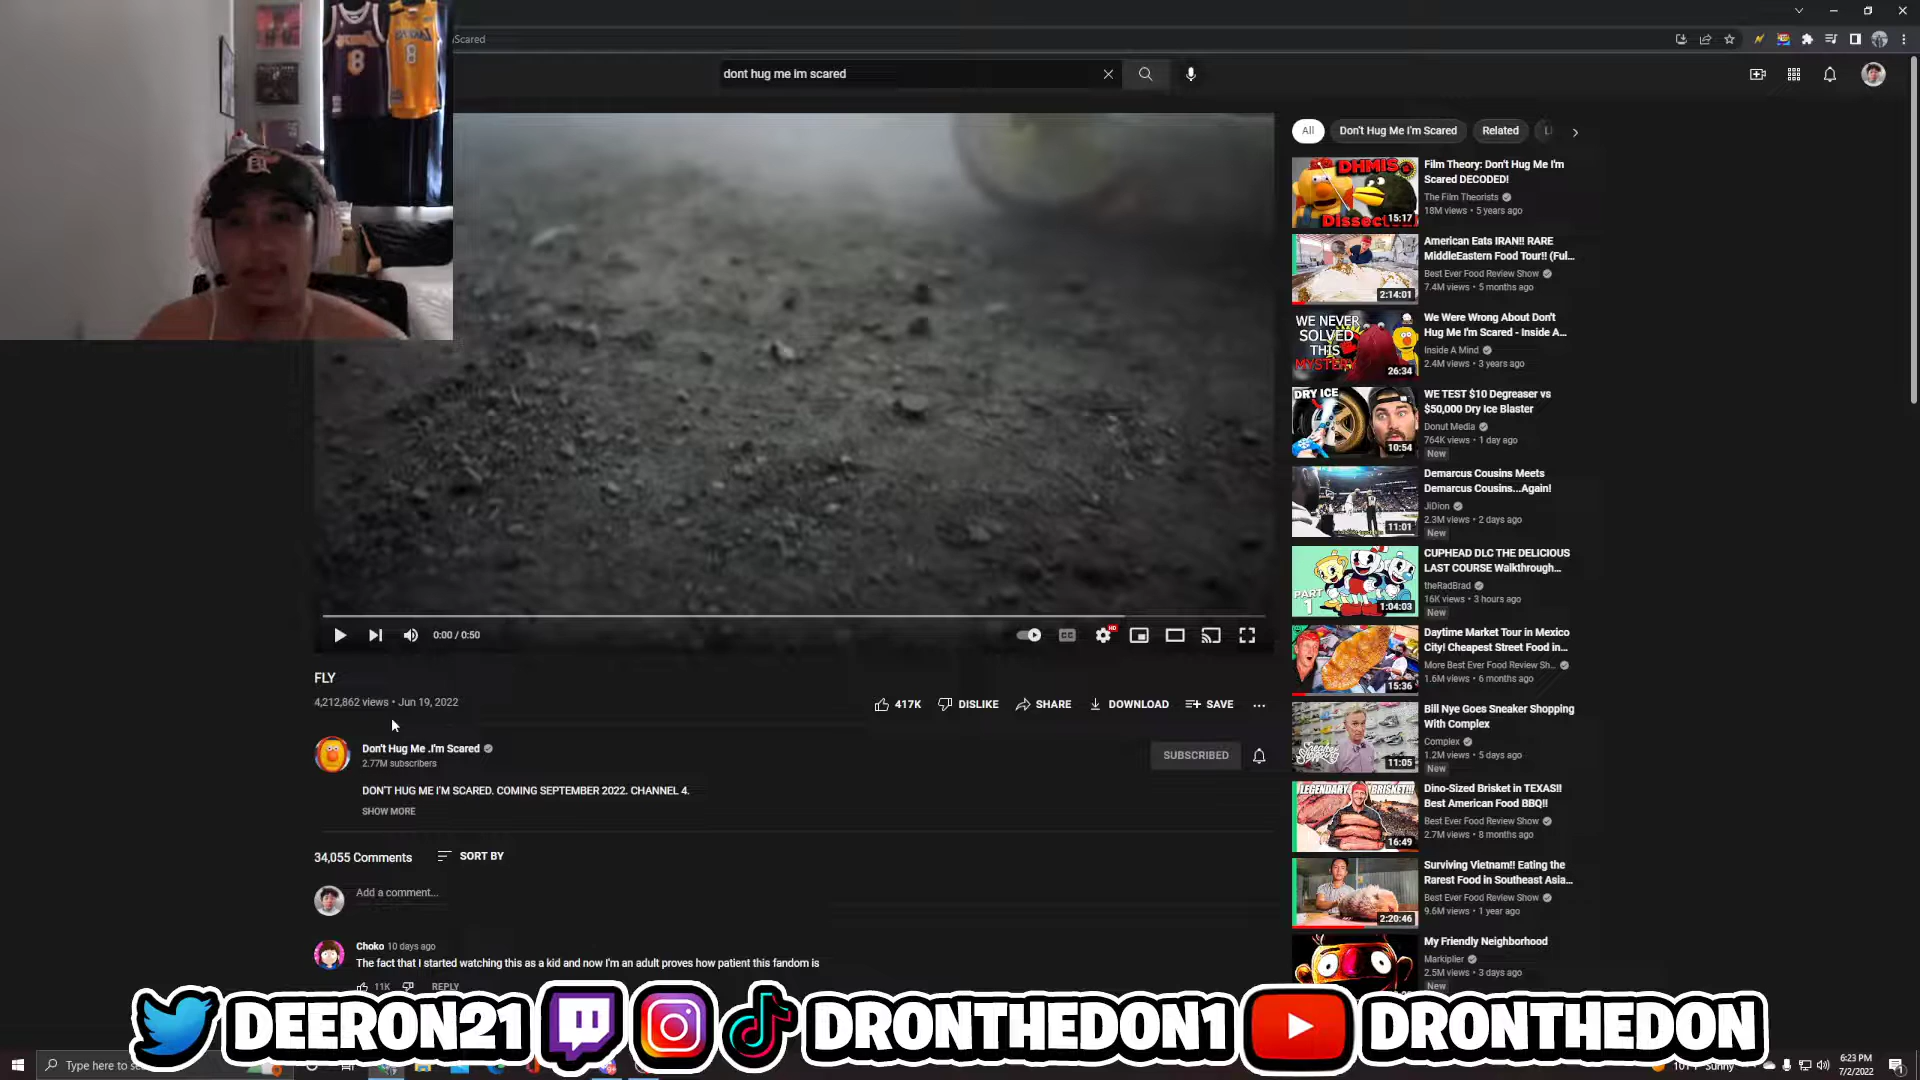 Scared
dont hug me im scared
8
8
All
Don't Hug Me I'm Scared
Related
DHMIS
15:17
Film Theory: Don't Hug Me I'm
Scared DECODED!
The Film Theorists
18M views • 5 years ago
2:14:01
American Eats IRAN!! RARE
MiddleEastern Food Tour!! (Ful...
Best Ever Food Review Show
7.4M views • 5 months ago
WE NEVER
SOLVED
THIS
MYSTERY
26:34
We Were Wrong About Don't
Hug Me I'm Scared - Inside A...
Inside A Mind
2.4M views • 3 years ago
DRY ICE
10:54
WE TEST $10 Degreaser vs
$50,000 Dry Ice Blaster
Donut Media
764K views • 1 day ago
New
11:01
Demarcus Cousins Meets
Demarcus Cousins...Again!
JiDion
2.3M views • 2 days ago
New
PART
1
1:04:03
CUPHEAD DLC THE DELICIOUS
LAST COURSE Walkthrough...
theRadBrad
16K views • 3 hours ago
New
15:36
Daytime Market Tour in Mexico
City! Cheapest Street Food in...
More Best Ever Food Review Sh...
1.6M views • 6 months ago
Sneaker
Shopping
11:05
Bill Nye Goes Sneaker Shopping
With Complex
Complex
1.2M views • 5 days ago
New
LEGENDARY BRISKET!!!
16:49
Dino-Sized Brisket in TEXAS!!
Best American Food BBQ!!
Best Ever Food Review Show
2.7M views • 8 months ago
2:20:46
Surviving Vietnam!! Eating the
Rarest Food in Southeast Asia...
Best Ever Food Review Show
9.6M views • 1 year ago
My Friendly Neighborhood
Markiplier
2.5M views • 3 days ago
New
0:00 / 0:50
CC
HD
FLY
4,212,862 views • Jun 19, 2022
417K
DISLIKE
SHARE
DOWNLOAD
SAVE
Don't Hug Me .I'm Scared
2.77M subscribers
SUBSCRIBED
DON'T HUG ME I'M SCARED. COMING SEPTEMBER 2022. CHANNEL 4.
SHOW MORE
34,055 Comments
SORT BY
Add a comment...
Choko 10 days ago
The fact that I started watching this as a kid and now I'm an adult proves how patient this fandom is
11K
REPLY
DEERON21
DRONTHEDON1
DRONTHEDON
Type here to
Sunny
6:23 PM
7/2/2022